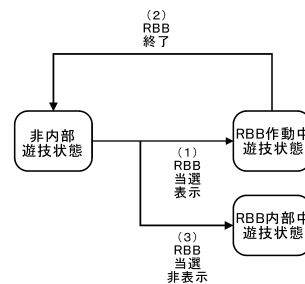 （2）
RBB
終了
非内部
遊技状態
RBB作動中
遊技状態
（1）
RBB
当選
表示
RBB内部中
遊技状態
（3）
RBB
当選
非表示